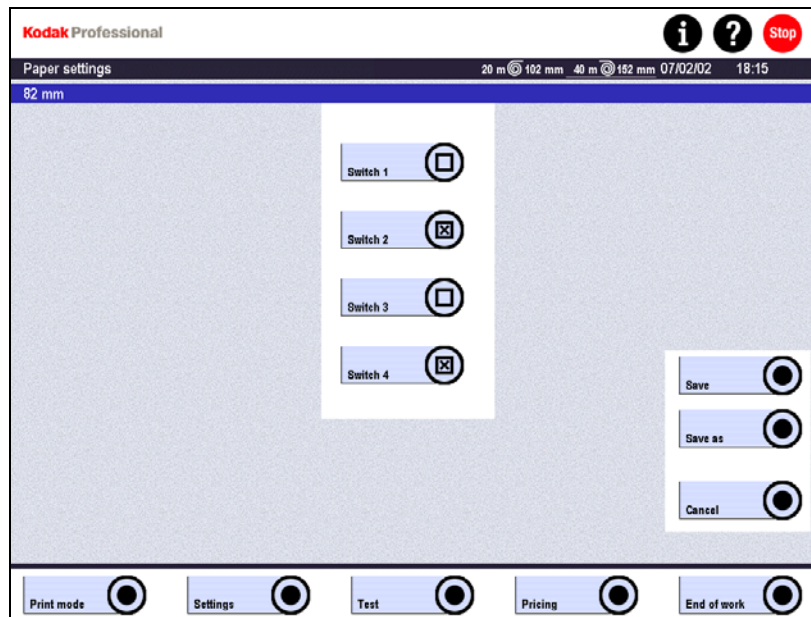 Kodak Professional
i ? Stop
Paper settings 20 m 102 mm 40 m 152 mm 07/02/02 18:15
82 mm
Switch 1
Switch 2
Switch 3
Switch 4
Save
Save as
Cancel
Print mode Settings Test Pricing End of work